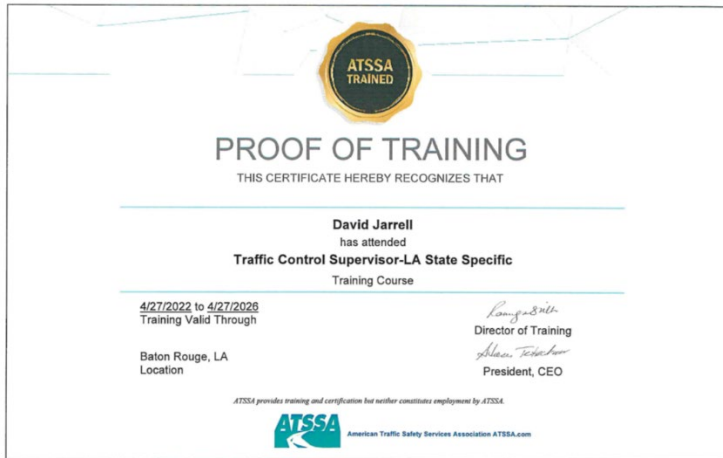 ATSSA
TRAINED
PROOF OF TRAINING
THIS CERTIFICATE HEREBY RECOGNIZES THAT
David Jarrell
has attended
Traffic Control Supervisor-LA State Specific
Training Course
4/27/2022 to 4/27/2026
Training Valid Through
Director of Training
Baton Rouge, LA
Location
President, CEO
ATSSA provides training and certification but neither constitutes employment by ATSSA.
ATSSA
American Traffic Safety Services Association ATSSA.com